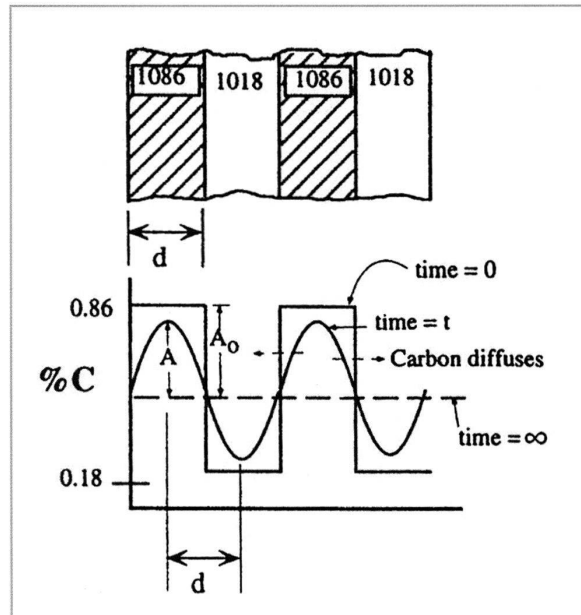 1086 1018 1086 1018
d
time = 0
0.86
A₀
time = t
A
Carbon diffuses
%C
time = ∞
0.18
d